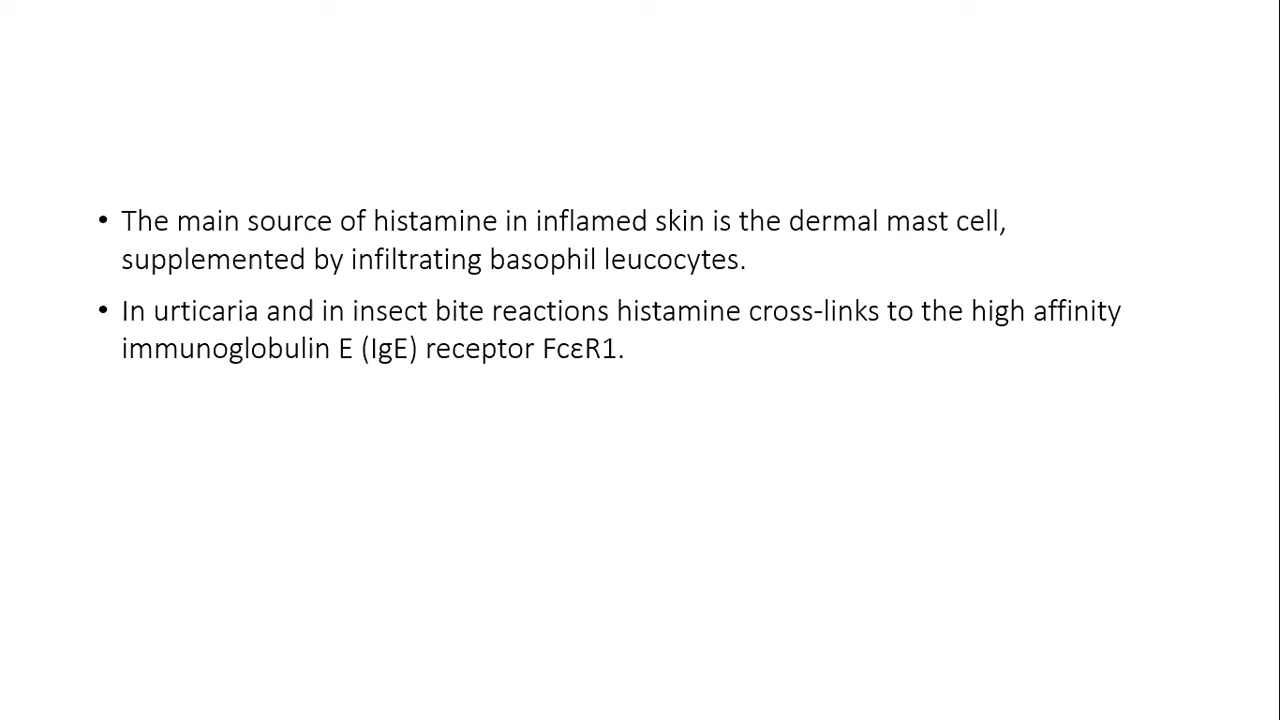 • The main source of histamine in inflamed skin is the dermal mast cell,
supplemented by infiltrating basophil leucocytes.
• In urticaria and in insect bite reactions histamine cross-links to the high affinity
immunoglobulin E (IgE) receptor FcεR1.